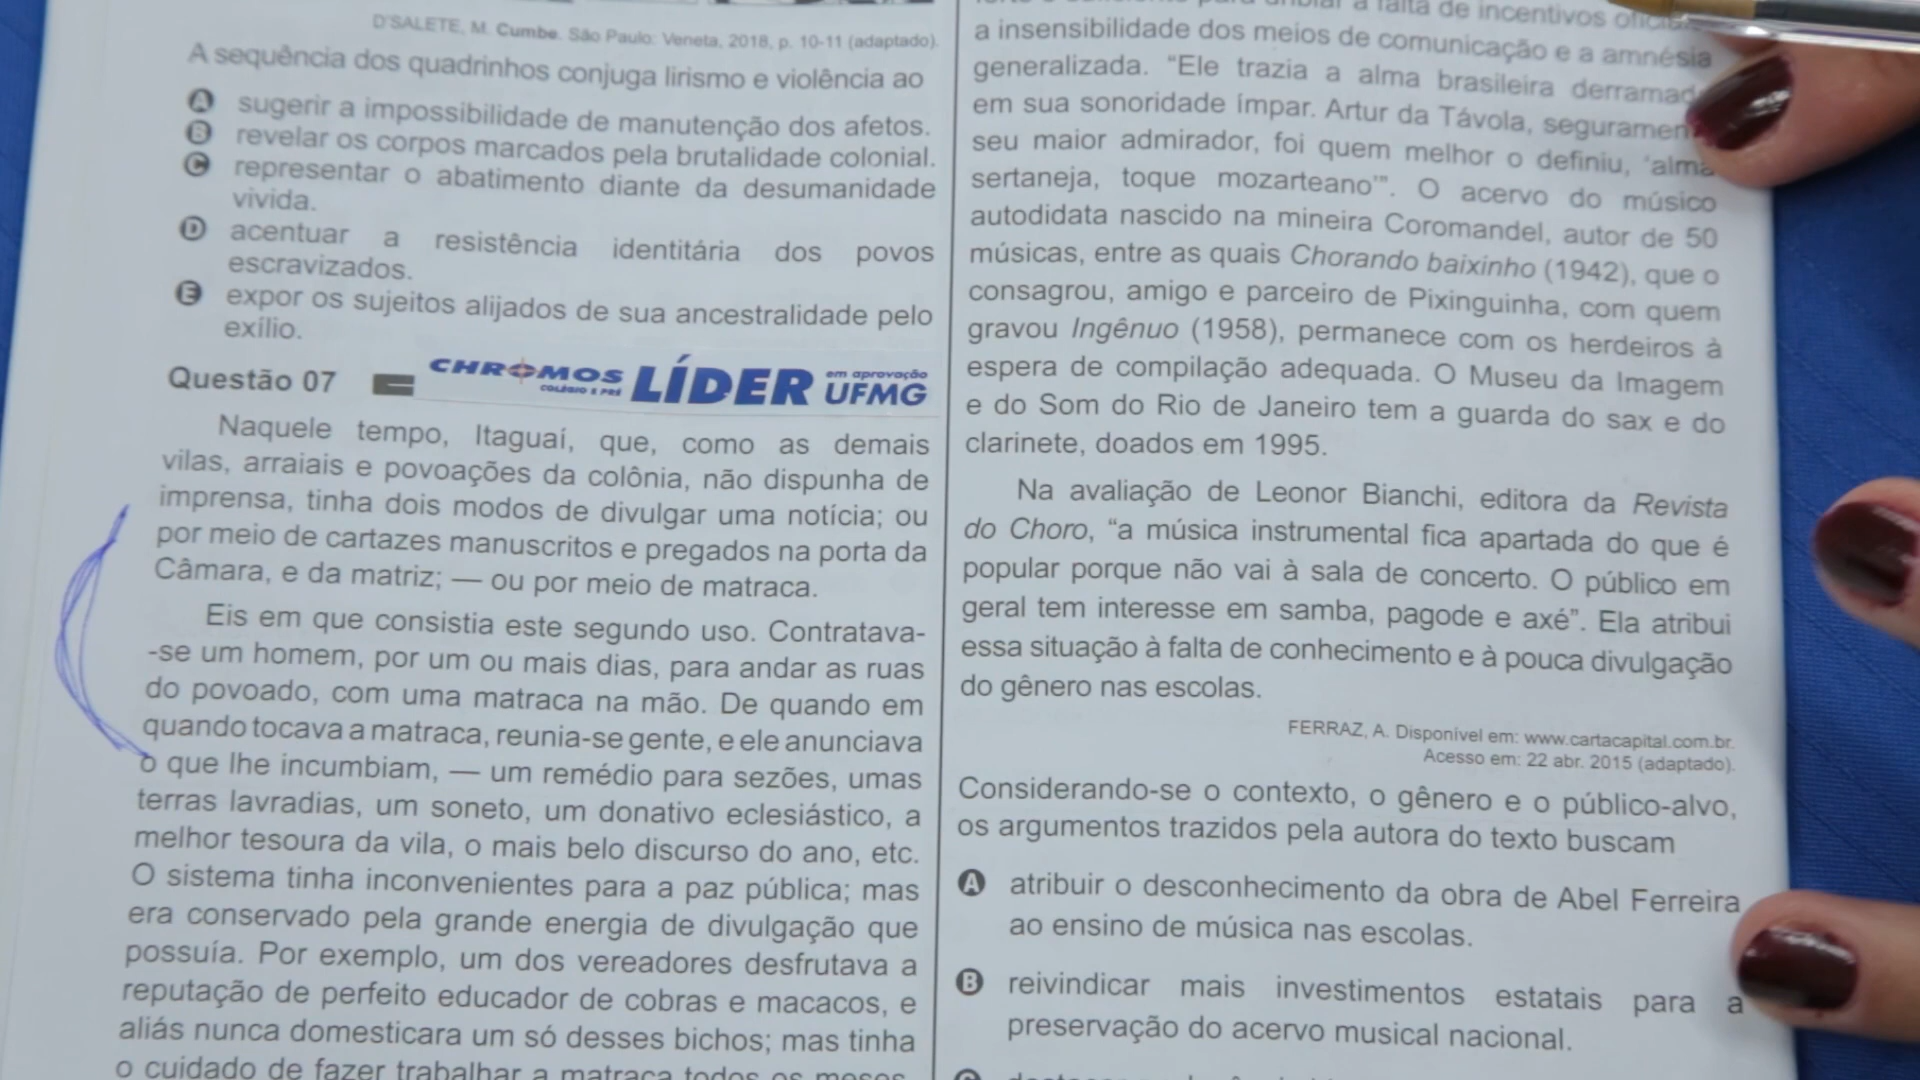 D'SALETE, M. Cumbe. São Paulo: Veneta, 2018, p. 10-11 (adaptado).
A sequência dos quadrinhos conjuga lirismo e violência ao
A sugerir a impossibilidade de manutenção dos afetos.
B revelar os corpos marcados pela brutalidade colonial.
C representar o abatimento diante da desumanidade
vivida.
D acentuar a resistência identitária dos povos
escravizados.
E expor os sujeitos alijados de sua ancestralidade pelo
exílio.
Questão 07
CHROMOS
COLÉGIO E PRÉ
LÍDER
em aprovação
UFMG
Naquele tempo, Itaguaí, que, como as demais
vilas, arraiais e povoações da colônia, não dispunha de
imprensa, tinha dois modos de divulgar uma notícia; ou
por meio de cartazes manuscritos e pregados na porta da
Câmara, e da matriz; — ou por meio de matraca.
Eis em que consistia este segundo uso. Contratava-
-se um homem, por um ou mais dias, para andar as ruas
do povoado, com uma matraca na mão. De quando em
quando tocava a matraca, reunia-se gente, e ele anunciava
o que lhe incumbiam, — um remédio para sezões, umas
terras lavradias, um soneto, um donativo eclesiástico, a
melhor tesoura da vila, o mais belo discurso do ano, etc.
O sistema tinha inconvenientes para a paz pública; mas
era conservado pela grande energia de divulgação que
possuía. Por exemplo, um dos vereadores desfrutava a
reputação de perfeito educador de cobras e macacos, e
aliás nunca domesticara um só desses bichos; mas tinha
o cuidado de fazer trabalhar a matraca todos os meses.
a falta de incentivos
a insensibilidade dos meios de comunicação e a amnésia
generalizada. “Ele trazia a alma brasileira derramada
em sua sonoridade ímpar. Artur da Távola, seguramente
seu maior admirador, foi quem melhor o definiu, ‘alma
sertaneja, toque mozarteano’”. O acervo do músico
autodidata nascido na mineira Coromandel, autor de 50
músicas, entre as quais Chorando baixinho (1942), que o
consagrou, amigo e parceiro de Pixinguinha, com quem
gravou Ingênuo (1958), permanece com os herdeiros à
espera de compilação adequada. O Museu da Imagem
e do Som do Rio de Janeiro tem a guarda do sax e do
clarinete, doados em 1995.
Na avaliação de Leonor Bianchi, editora da Revista
do Choro, “a música instrumental fica apartada do que é
popular porque não vai à sala de concerto. O público em
geral tem interesse em samba, pagode e axé”. Ela atribui
essa situação à falta de conhecimento e à pouca divulgação
do gênero nas escolas.
FERRAZ, A. Disponível em: www.cartacapital.com.br.
Acesso em: 22 abr. 2015 (adaptado).
Considerando-se o contexto, o gênero e o público-alvo,
os argumentos trazidos pela autora do texto buscam
A atribuir o desconhecimento da obra de Abel Ferreira
ao ensino de música nas escolas.
B reivindicar mais investimentos estatais para a
preservação do acervo musical nacional.
C